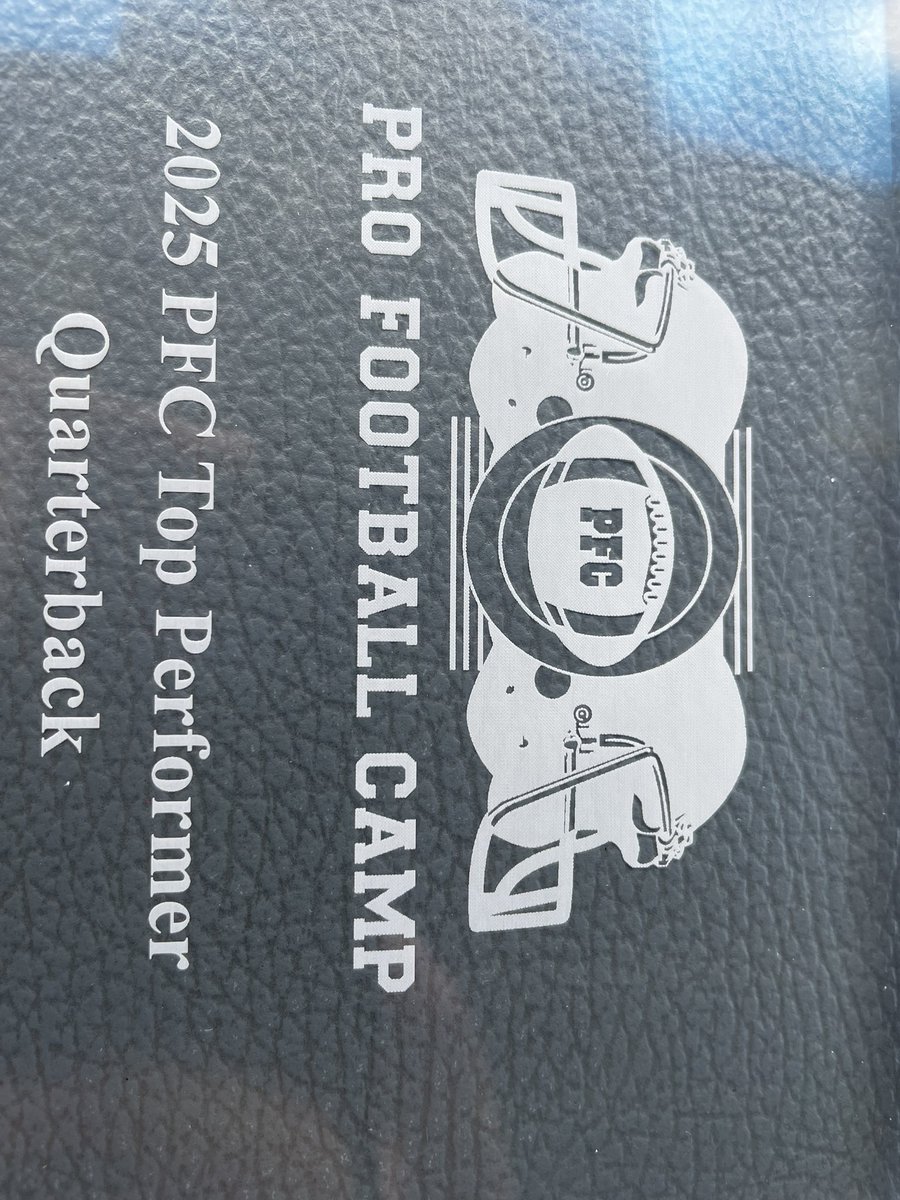 PFC
PRO FOOTBALL CAMP
2025 PFC Top Performer
Quarterback